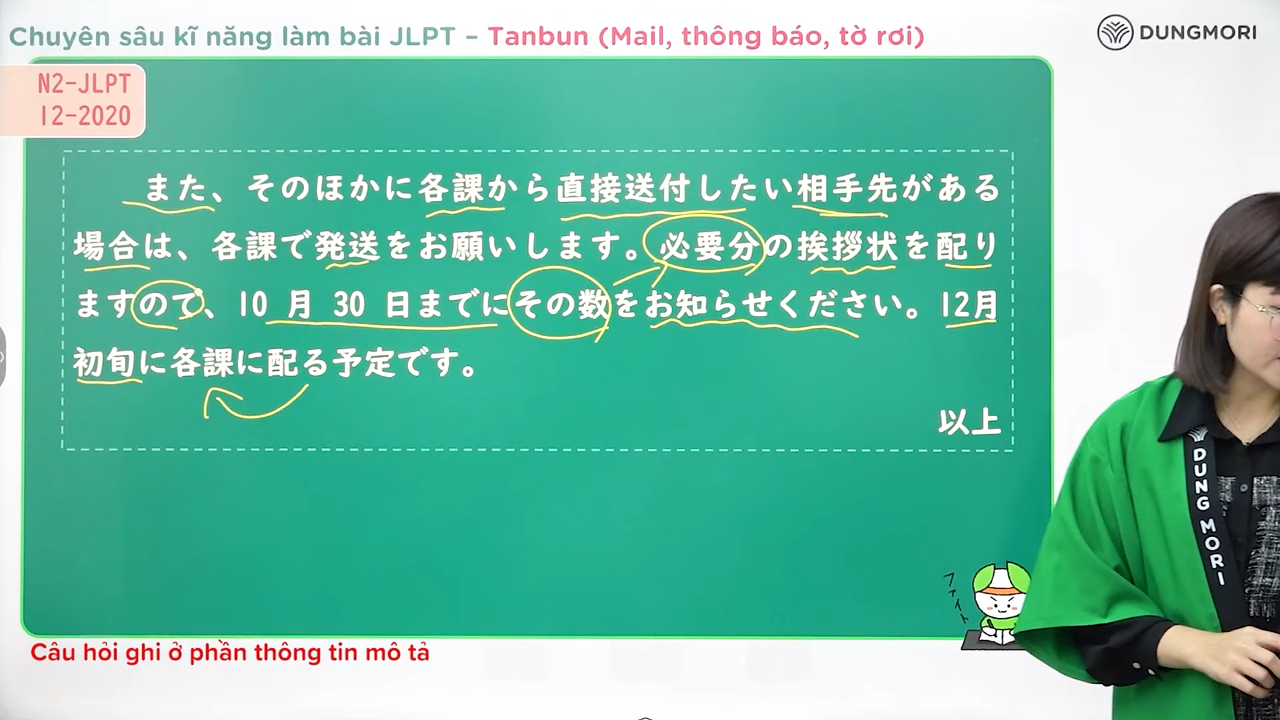 Chuyên sâu kĩ năng làm bài JLPT – Tanbun (Mail, thông báo, tờ rơi)
DUNGMORI
N2-JLPT
12-2020
また、そのほかに各課から直接送付したい相手先がある
場合は、各課で発送をお願いします。必要分の挨拶状を配り
ますので、10 月 30 日までにその数をお知らせください。12月
初旬に各課に配る予定です。
以上
ファイト
DUNG MORI
Câu hỏi ghi ở phần thông tin mô tả